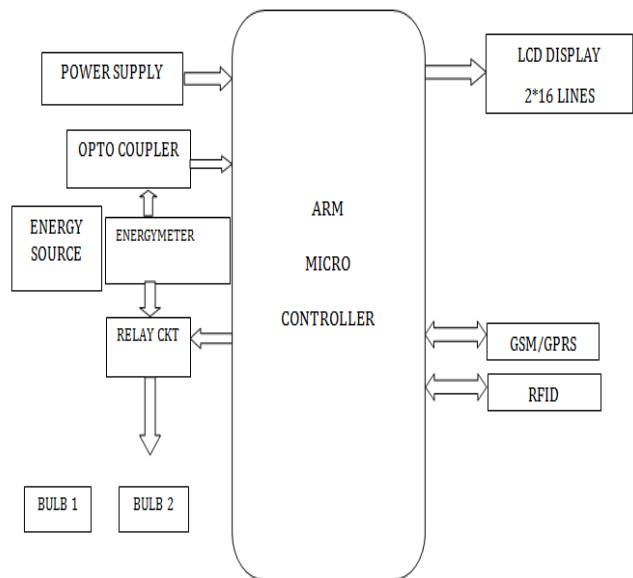 POWER SUPPLY
LCD DISPLAY
2*16 LINES
OPTO COUPLER
ENERGY
SOURCE
ENERGYMETER
ARM
MICRO
CONTROLLER
RELAY CKT
GSM/GPRS
RFID
BULB 1
BULB 2